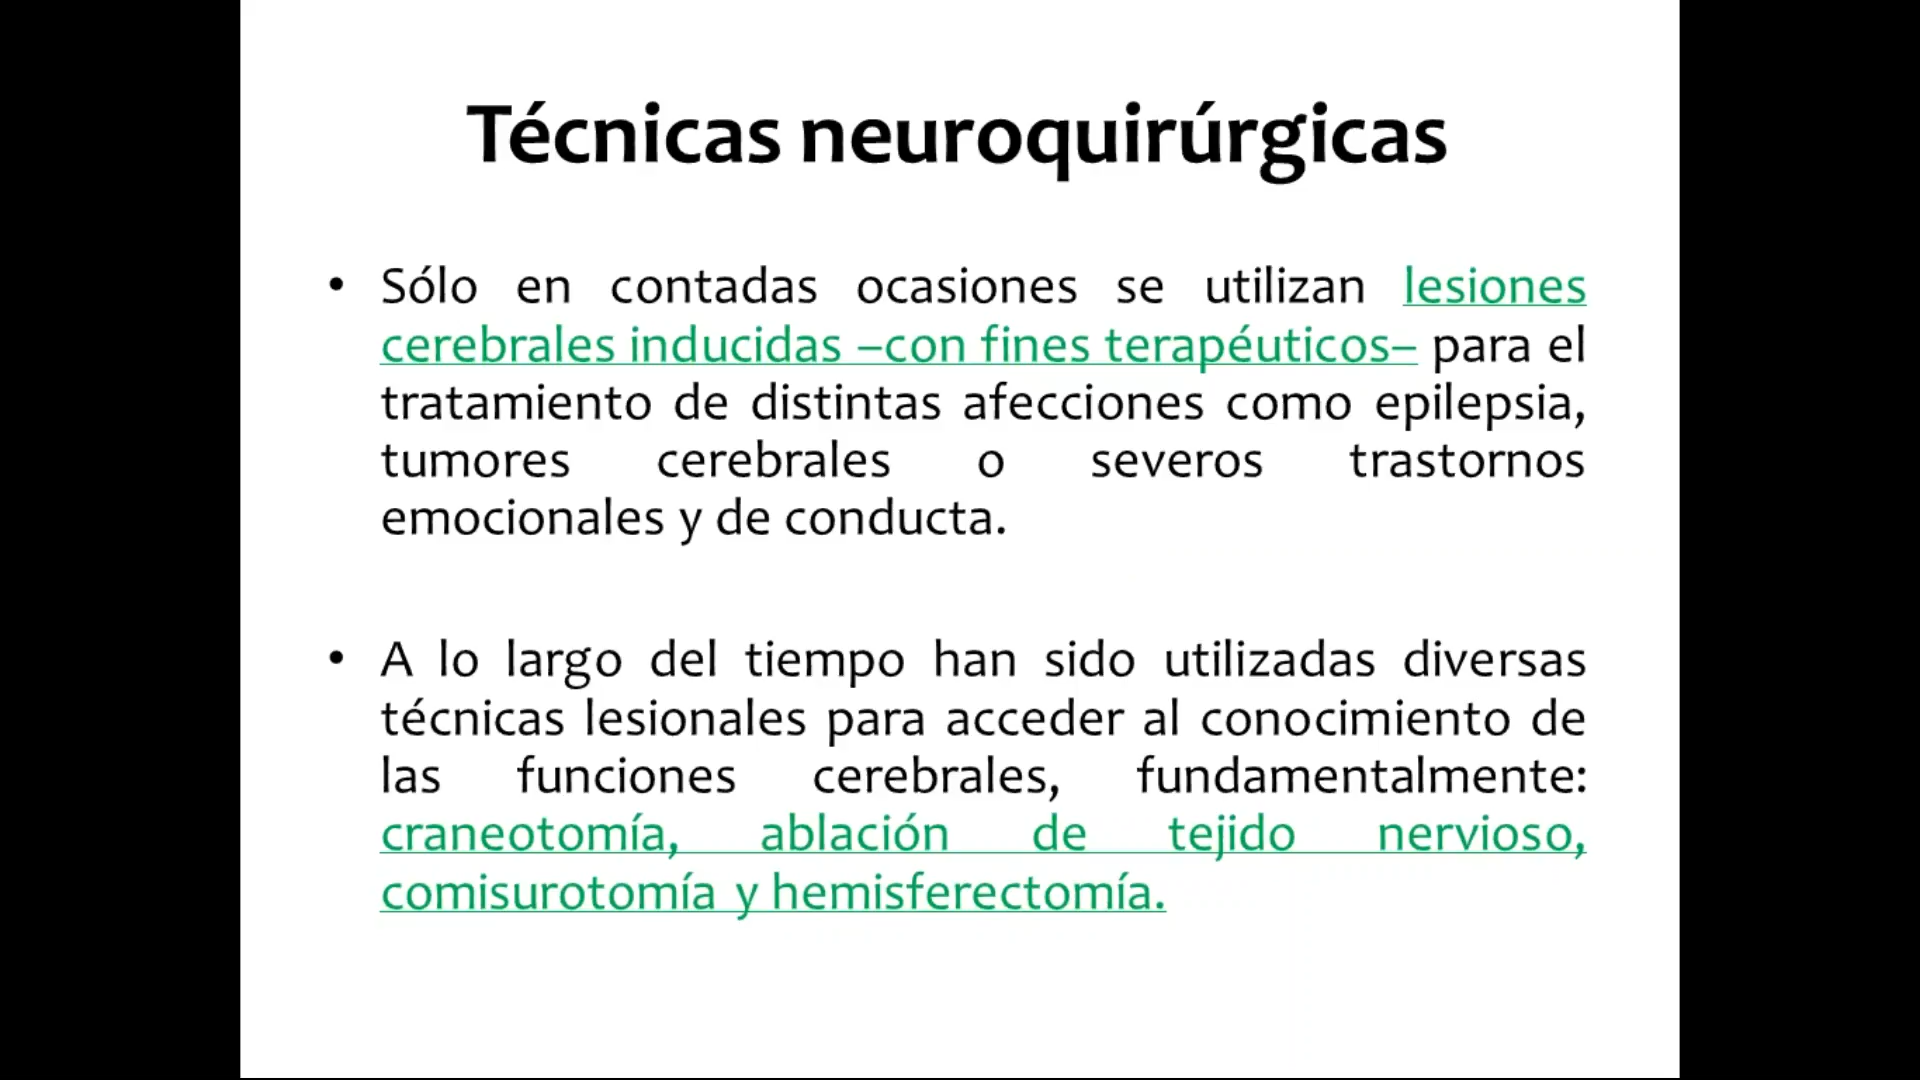 Técnicas neuroquirúrgicas
• Sólo en contadas ocasiones se utilizan lesiones
cerebrales inducidas –con fines terapéuticos– para el
tratamiento de distintas afecciones como epilepsia,
tumores cerebrales o severos trastornos
emocionales y de conducta.
• A lo largo del tiempo han sido utilizadas diversas
técnicas lesionales para acceder al conocimiento de
las funciones cerebrales, fundamentalmente:
craneotomía, ablación de tejido nervioso,
comisurotomía y hemisferectomía.